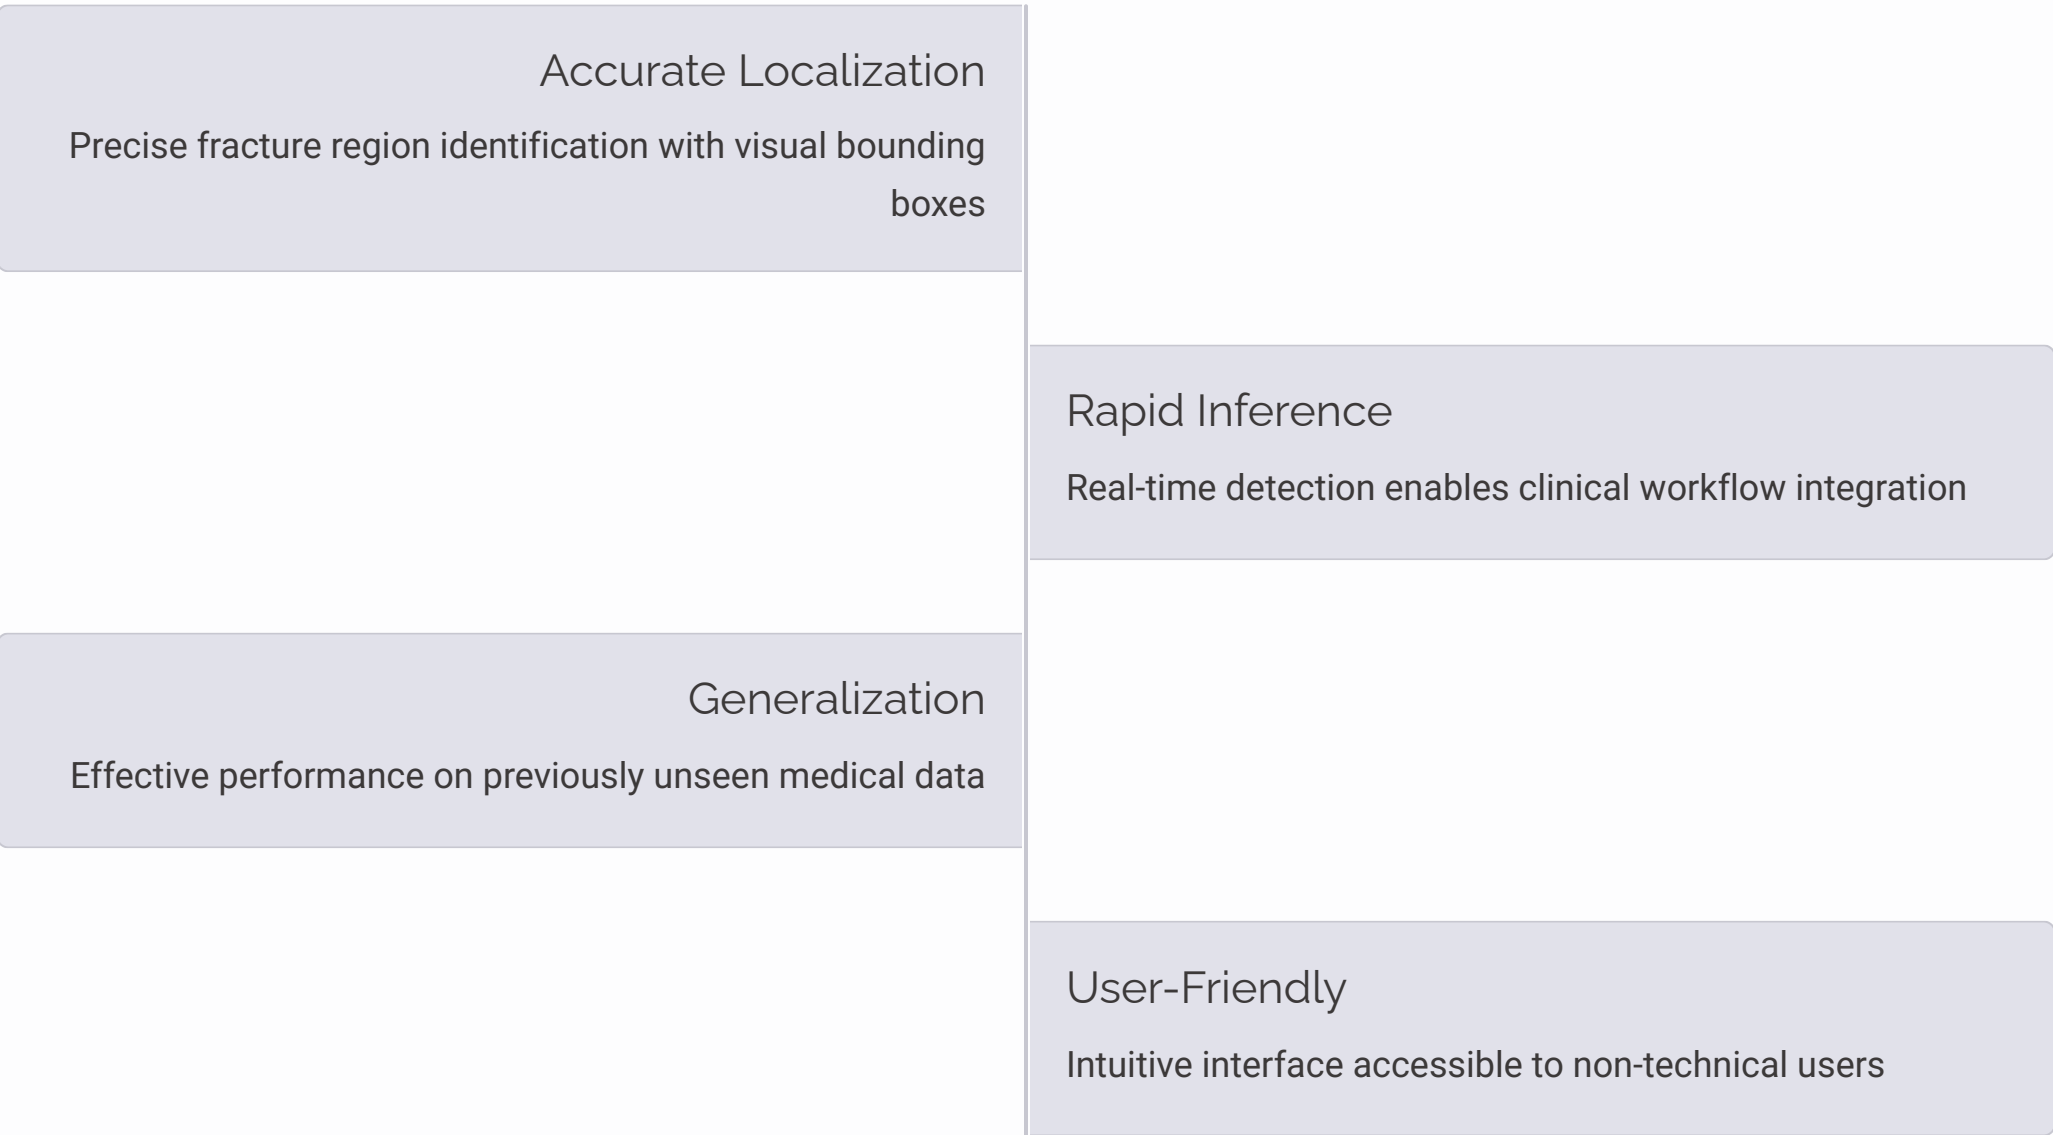 Accurate Localization
Precise fracture region identification with visual bounding
boxes
Rapid Inference
Real-time detection enables clinical workflow integration
Generalization
Effective performance on previously unseen medical data
User-Friendly
Intuitive interface accessible to non-technical users